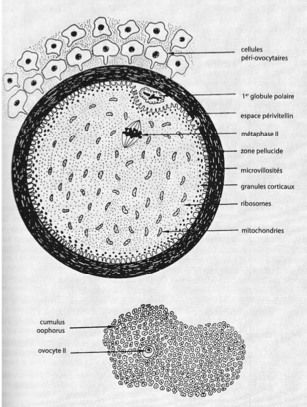 cellules
péri-ovocytaires
1er globule polaire
espace périvitellin
métaphase II
zone pellucide
microvillosités
granules corticaux
ribosomes
mitochondries
cumulus
oophorus
ovocyte II